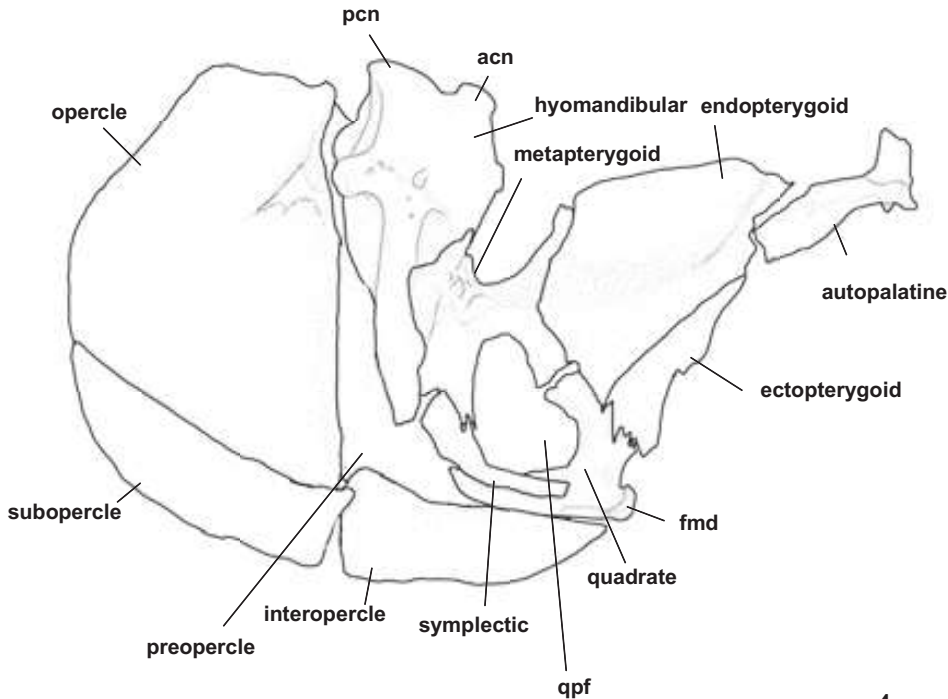 pcn
acn
opercle
hyomandibular
endopterygoid
metapterygoid
autopalatine
ectopterygoid
subopercle
fmd
quadrate
interopercle
symplectic
preopercle
qpf